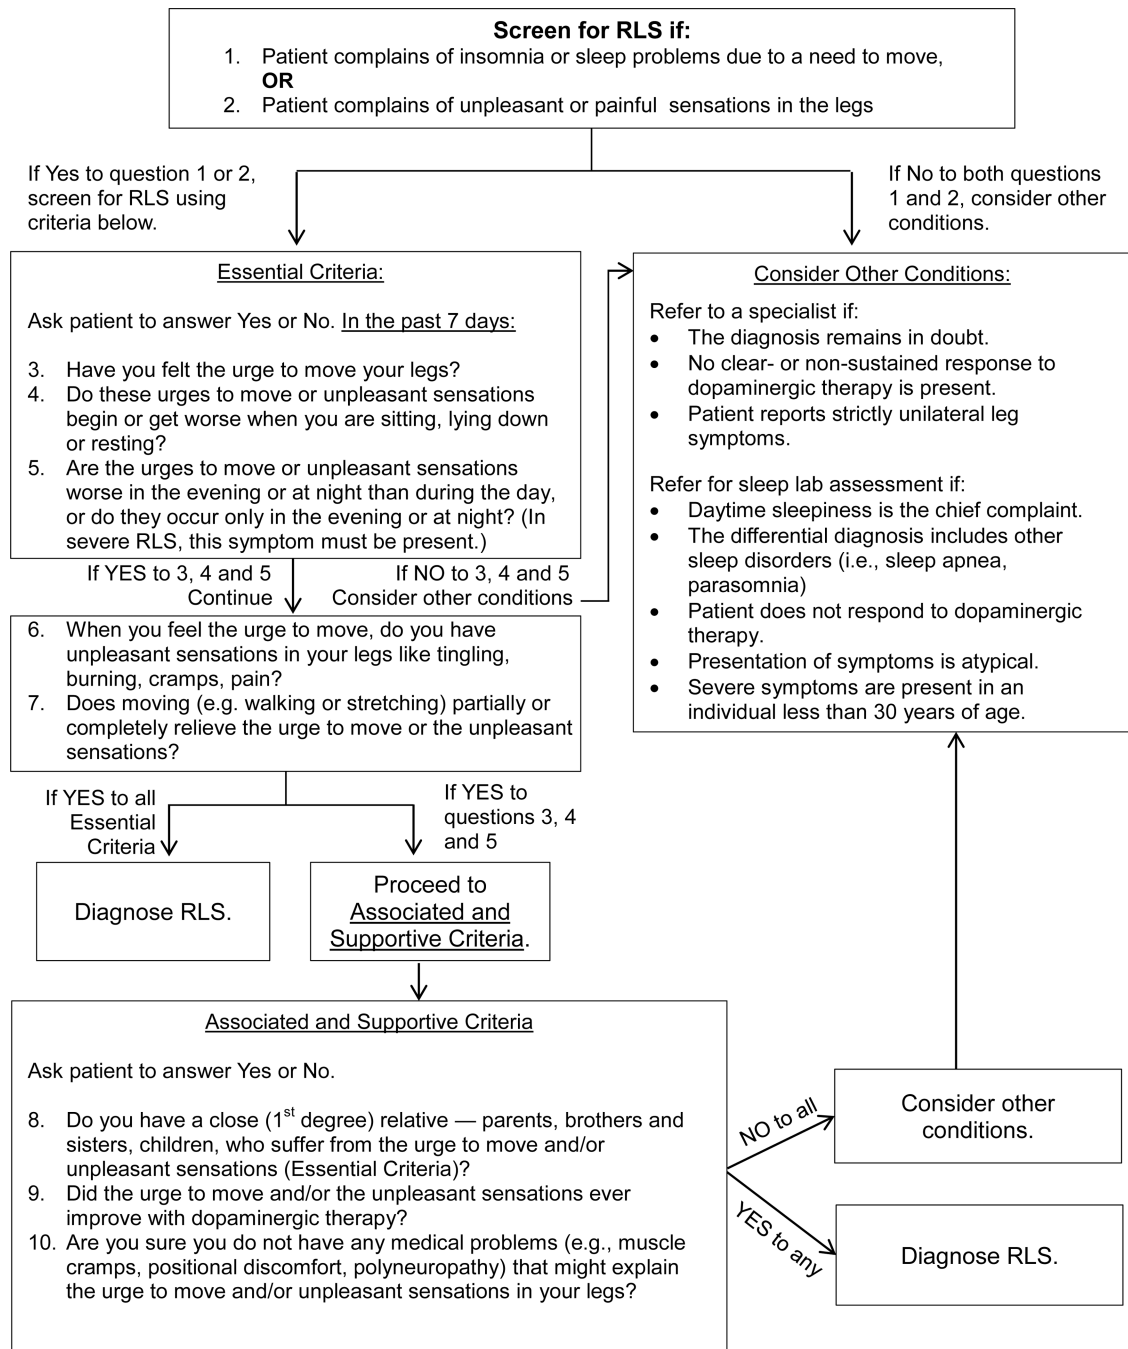 Screen for RLS if:
1. Patient complains of insomnia or sleep problems due to a need to move,
OR
2. Patient complains of unpleasant or painful sensations in the legs
If Yes to question 1 or 2,
screen for RLS using
criteria below.
If No to both questions
1 and 2, consider other
conditions.
Essential Criteria:
Ask patient to answer Yes or No. In the past 7 days:
3. Have you felt the urge to move your legs?
4. Do these urges to move or unpleasant sensations
begin or get worse when you are sitting, lying down
or resting?
5. Are the urges to move or unpleasant sensations
worse in the evening or at night than during the day,
or do they occur only in the evening or at night? (In
severe RLS, this symptom must be present.)
Consider Other Conditions:
Refer to a specialist if:
• The diagnosis remains in doubt.
• No clear- or non-sustained response to
dopaminergic therapy is present.
• Patient reports strictly unilateral leg
symptoms.
Refer for sleep lab assessment if:
• Daytime sleepiness is the chief complaint.
• The differential diagnosis includes other
sleep disorders (i.e., sleep apnea,
parasomnia)
• Patient does not respond to dopaminergic
therapy.
• Presentation of symptoms is atypical.
• Severe symptoms are present in an
individual less than 30 years of age.
If YES to 3, 4 and 5
Continue
If NO to 3, 4 and 5
Consider other conditions
6. When you feel the urge to move, do you have
unpleasant sensations in your legs like tingling,
burning, cramps, pain?
7. Does moving (e.g. walking or stretching) partially or
completely relieve the urge to move or the unpleasant
sensations?
If YES to all
Essential
Criteria
If YES to
questions 3, 4
and 5
Diagnose RLS.
Proceed to
Associated and
Supportive Criteria.
Associated and Supportive Criteria
Ask patient to answer Yes or No.
8. Do you have a close (1st degree) relative — parents, brothers and
sisters, children, who suffer from the urge to move and/or
unpleasant sensations (Essential Criteria)?
9. Did the urge to move and/or the unpleasant sensations ever
improve with dopaminergic therapy?
10. Are you sure you do not have any medical problems (e.g., muscle
cramps, positional discomfort, polyneuropathy) that might explain
the urge to move and/or unpleasant sensations in your legs?
NO to all
Consider other
conditions.
YES to any
Diagnose RLS.